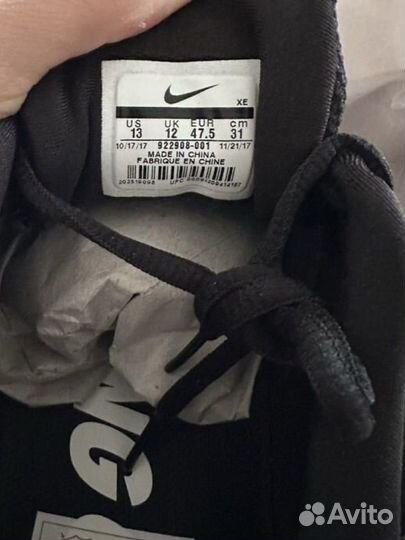 XE
US UK EUR cm
13 12 47.5 31
10/17/17 922908-001 11/21/17
MADE IN CHINA
FABRIQUE EN CHINE
NG
Avito